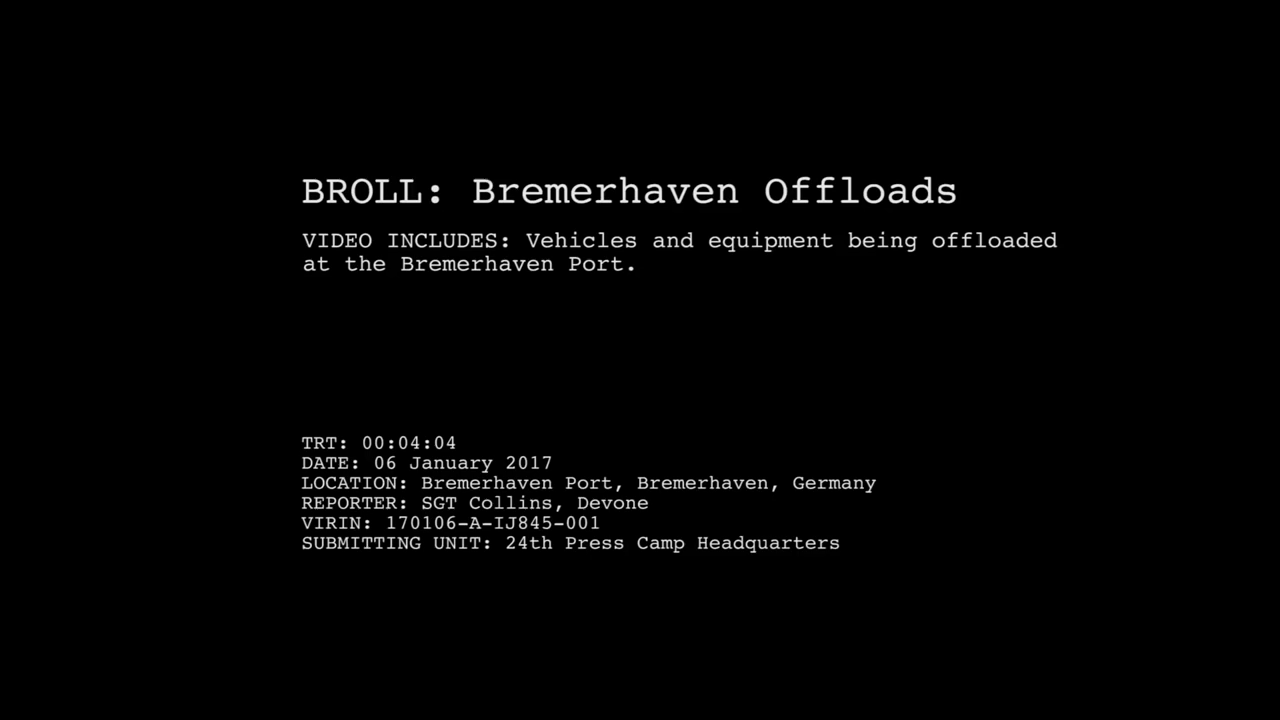 BROLL: Bremerhaven Offloads
VIDEO INCLUDES: Vehicles and equipment being offloaded
at the Bremerhaven Port.
TRT: 00:04:04
DATE: 06 January 2017
LOCATION: Bremerhaven Port, Bremerhaven, Germany
REPORTER: SGT Collins, Devone
VIRIN: 170106-A-IJ845-001
SUBMITTING UNIT: 24th Press Camp Headquarters